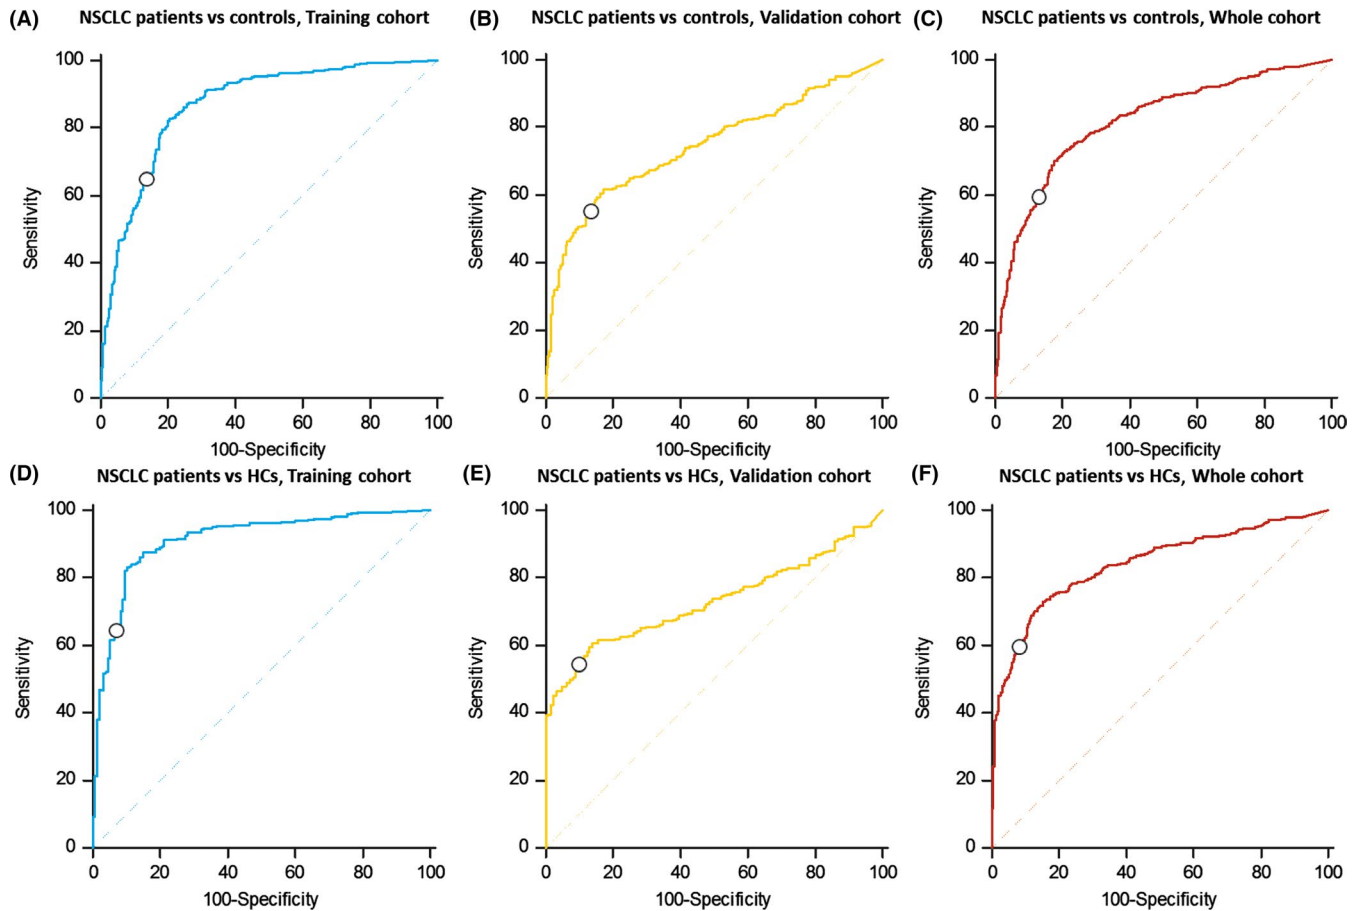 (A) NSCLC patients vs controls, Training cohort
100
80
60
40
20
0
Sensitivity
0 20 40 60 80 100
100-Specificity
(B) NSCLC patients vs controls, Validation cohort
100
80
60
40
20
0
Sensitivity
0 20 40 60 80 100
100-Specificity
(C) NSCLC patients vs controls, Whole cohort
100
80
60
40
20
0
Sensitivity
0 20 40 60 80 100
100-Specificity
(D) NSCLC patients vs HCs, Training cohort
100
80
60
40
20
0
Sensitivity
0 20 40 60 80 100
100-Specificity
(E) NSCLC patients vs HCs, Validation cohort
100
80
60
40
20
0
Sensitivity
0 20 40 60 80 100
100-Specificity
(F) NSCLC patients vs HCs, Whole cohort
100
80
60
40
20
0
Sensitivity
0 20 40 60 80 100
100-Specificity